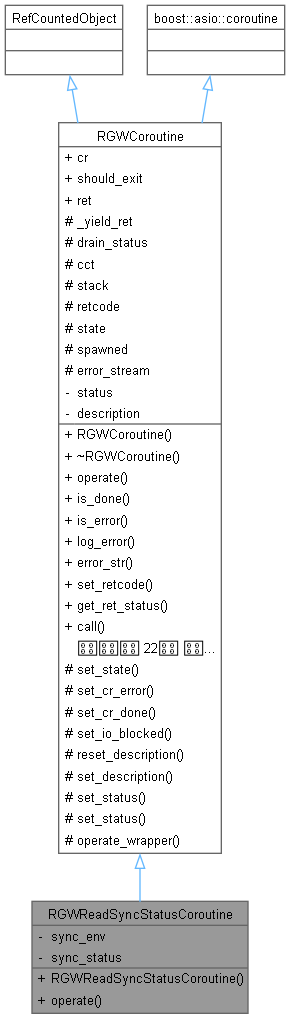 RefCountedObject
boost::asio::coroutine
RGWCoroutine
+ cr
+ should_exit
+ ret
# _yield_ret
# drain_status
# cct
# stack
# retcode
# state
# spawned
# error_stream
- status
- description
+ RGWCoroutine()
+ ~RGWCoroutine()
+ operate()
+ is_done()
+ is_error()
+ log_error()
+ error_str()
+ set_retcode()
+ get_ret_status()
+ call()
22 ...
# set_state()
# set_cr_error()
# set_cr_done()
# set_io_blocked()
# reset_description()
# set_description()
# set_status()
# set_status()
# operate_wrapper()
RGWReadSyncStatusCoroutine
- sync_env
- sync_status
+ RGWReadSyncStatusCoroutine()
+ operate()